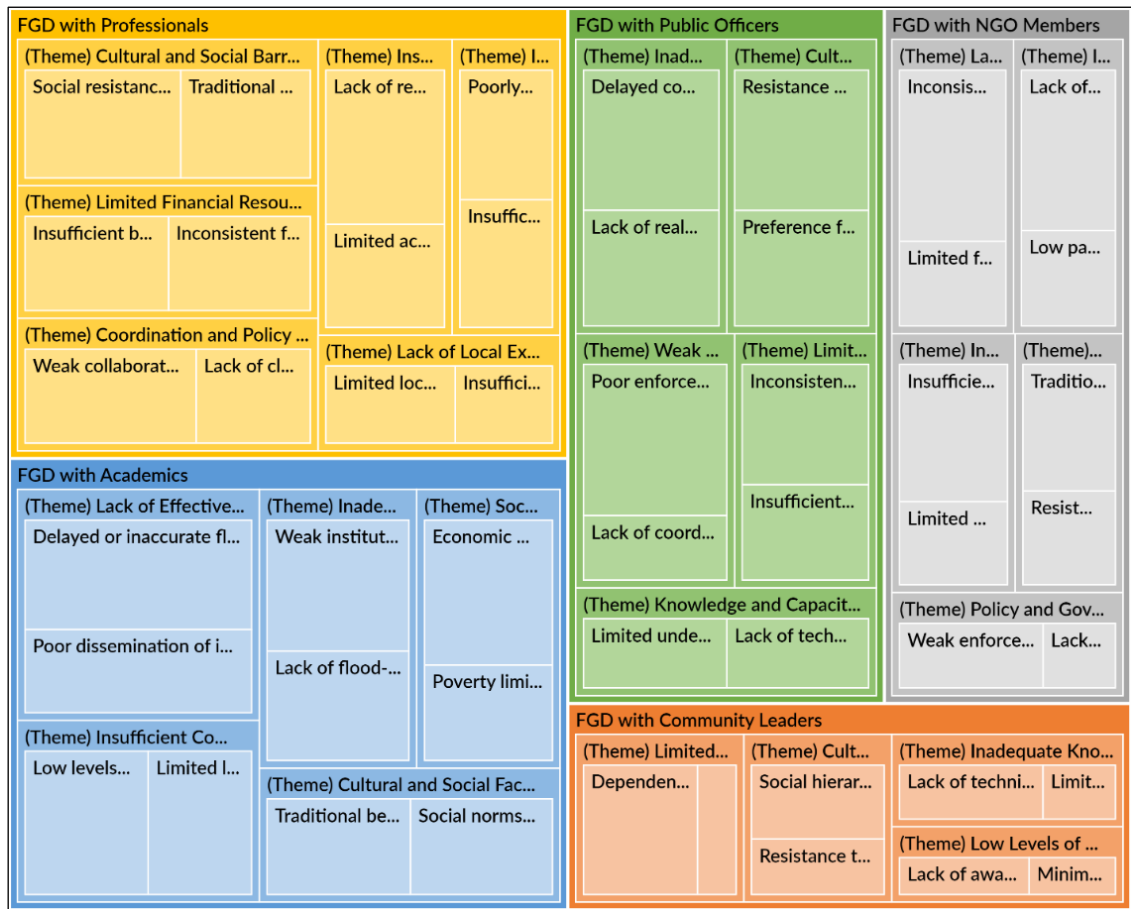 FGD with Professionals
(Theme) Cultural and Social Barr...
Social resistanc...
Traditional ...
(Theme) Limited Financial Resou...
Insufficient b...
Inconsistent f...
(Theme) Coordination and Policy ...
Weak collaborat...
Lack of cl...
(Theme) Ins...
Lack of re...
Limited ac...
(Theme) I...
Poorly...
Insuffic...
(Theme) Lack of Local Ex...
Limited loc...
Insuffici...
FGD with Academics
(Theme) Lack of Effective...
Delayed or inaccurate fl...
Poor dissemination of i...
(Theme) Insufficient Co...
Low levels...
Limited l...
(Theme) Inade...
Weak institut...
Lack of flood-...
(Theme) Soc...
Economic ...
Poverty limi...
(Theme) Cultural and Social Fac...
Traditional be...
Social norms...
FGD with Public Officers
(Theme) Inad...
Delayed co...
Lack of real...
(Theme) Cult...
Resistance ...
Preference f...
(Theme) Weak ...
Poor enforce...
Lack of coord...
(Theme) Limit...
Inconsisten...
Insufficient...
(Theme) Knowledge and Capacit...
Limited unde...
Lack of tech...
FGD with NGO Members
(Theme) La...
Inconsis...
Limited f...
(Theme) I...
Lack of...
Low pa...
(Theme) In...
Insufficie...
Limited ...
(Theme)...
Traditio...
Resist...
(Theme) Policy and Gov...
Weak enforce...
Lack...
FGD with Community Leaders
(Theme) Limited...
Dependen...
(Theme) Cult...
Social hierar...
Resistance t...
(Theme) Inadequate Kno...
Lack of techni...
Limit...
(Theme) Low Levels of ...
Lack of awa...
Minim...